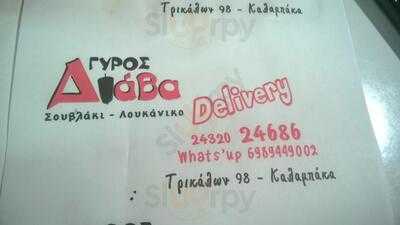 Τρικάλων 98 - Καλαμπάκα
ΓΥΡΟΣ
Διάβα
Σουβλάκι - Λουκάνικο
Delivery
24320 24686
Whats'up 6989449002
Τρικάλων 98 - Καλαμπάκα